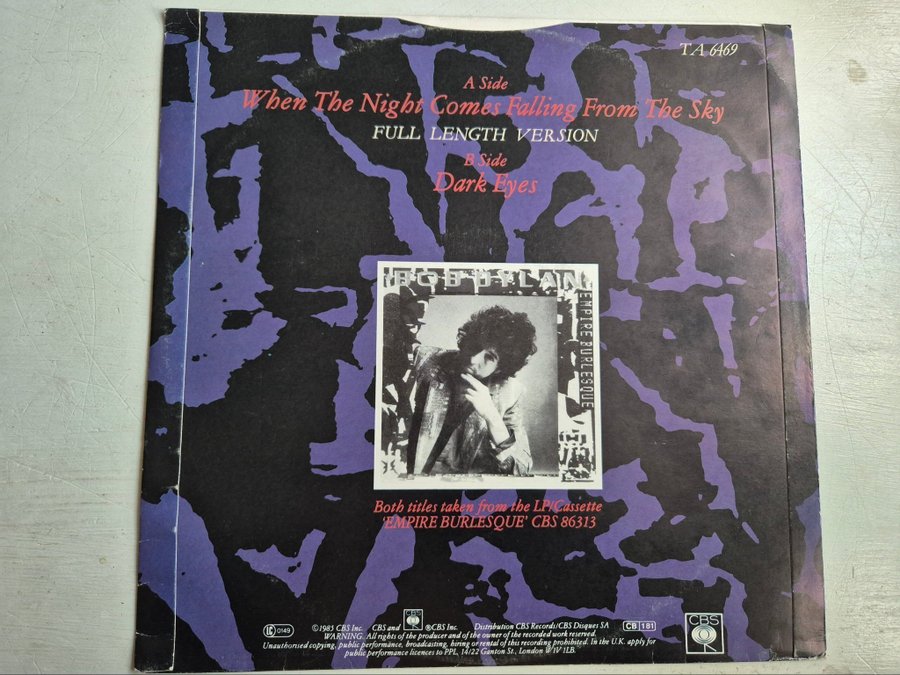 TA 6469
A Side
When The Night Comes Falling From The Sky
FULL LENGTH VERSION
B Side
Dark Eyes
BOB DYLAN
EMPIRE BURLESQUE
Both titles taken from the LP/Cassette
'EMPIRE BURLESQUE' CBS 86313
LC 0149
©1985 CBS Inc. CBS and CBS ®CBS Inc. Distribution CBS Records/CBS Disques SA
WARNING. All rights of the producer and of the owner of the recorded work reserved.
Unauthorised copying, public performance, broadcasting, hiring or rental of this recording prohibited. In the U.K. apply for
public performance licences to PPL, 14/22 Ganton St., London W1V 1LB.
CB 181
CBS